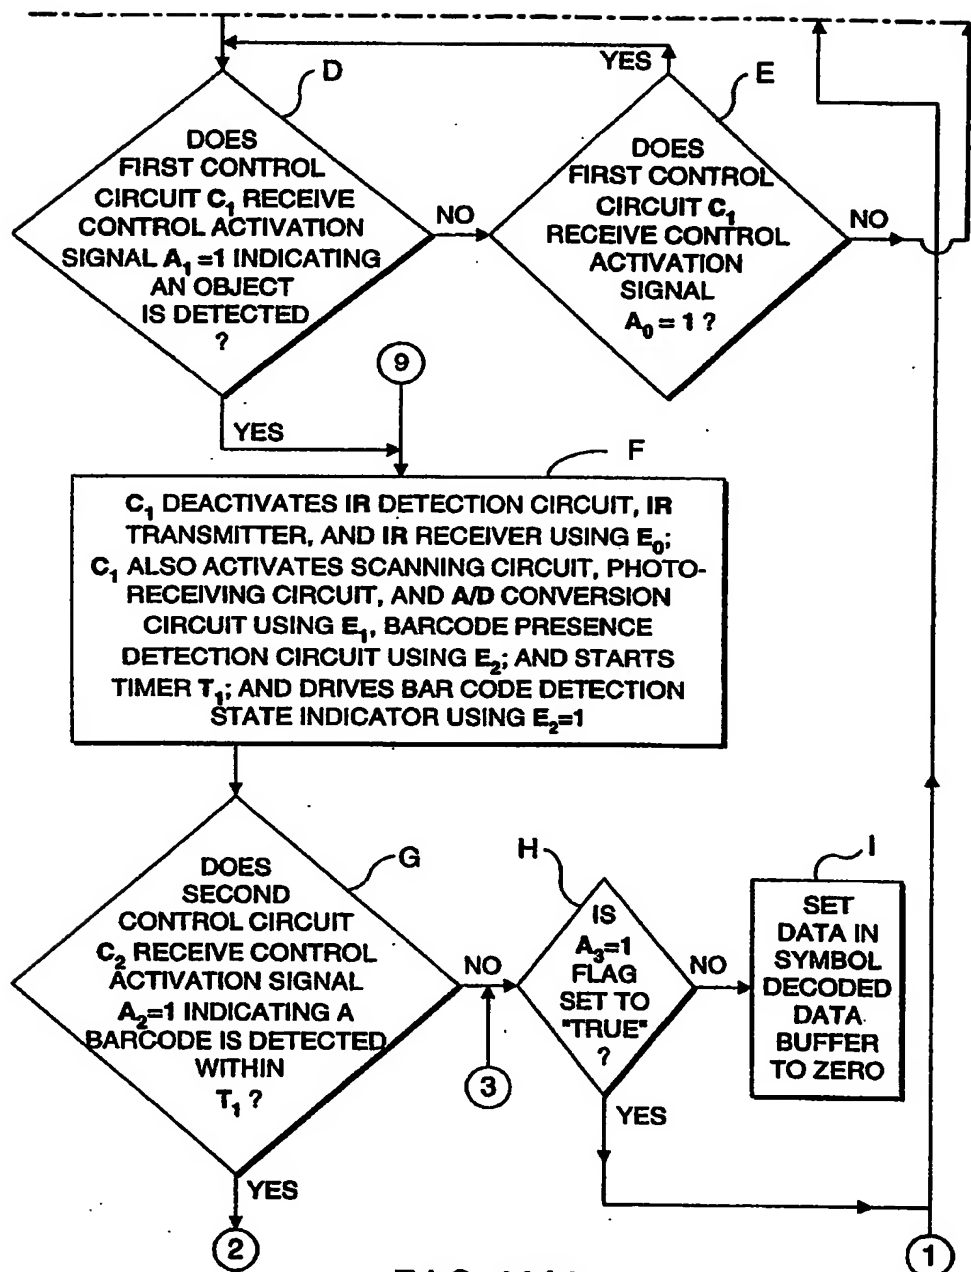 YES
D
E
DOES
FIRST CONTROL
CIRCUIT C₁ RECEIVE
CONTROL ACTIVATION
SIGNAL A₁ =1 INDICATING
AN OBJECT
IS DETECTED
?
NO
DOES
FIRST CONTROL
CIRCUIT C₁
RECEIVE CONTROL
ACTIVATION
SIGNAL
A₀ = 1 ?
NO
9
YES
F
C₁ DEACTIVATES IR DETECTION CIRCUIT, IR
TRANSMITTER, AND IR RECEIVER USING E₀;
C₁ ALSO ACTIVATES SCANNING CIRCUIT, PHOTO-
RECEIVING CIRCUIT, AND A/D CONVERSION
CIRCUIT USING E₁, BARCODE PRESENCE
DETECTION CIRCUIT USING E₂; AND STARTS
TIMER T₁; AND DRIVES BAR CODE DETECTION
STATE INDICATOR USING E₂=1
G
DOES
SECOND
CONTROL CIRCUIT
C₂ RECEIVE CONTROL
ACTIVATION SIGNAL
A₂=1 INDICATING A
BARCODE IS DETECTED
WITHIN
T₁ ?
NO
3
H
IS
A₃=1
FLAG
SET TO
"TRUE"
?
NO
I
SET
DATA IN
SYMBOL
DECODED
DATA
BUFFER
TO ZERO
YES
YES
2
1